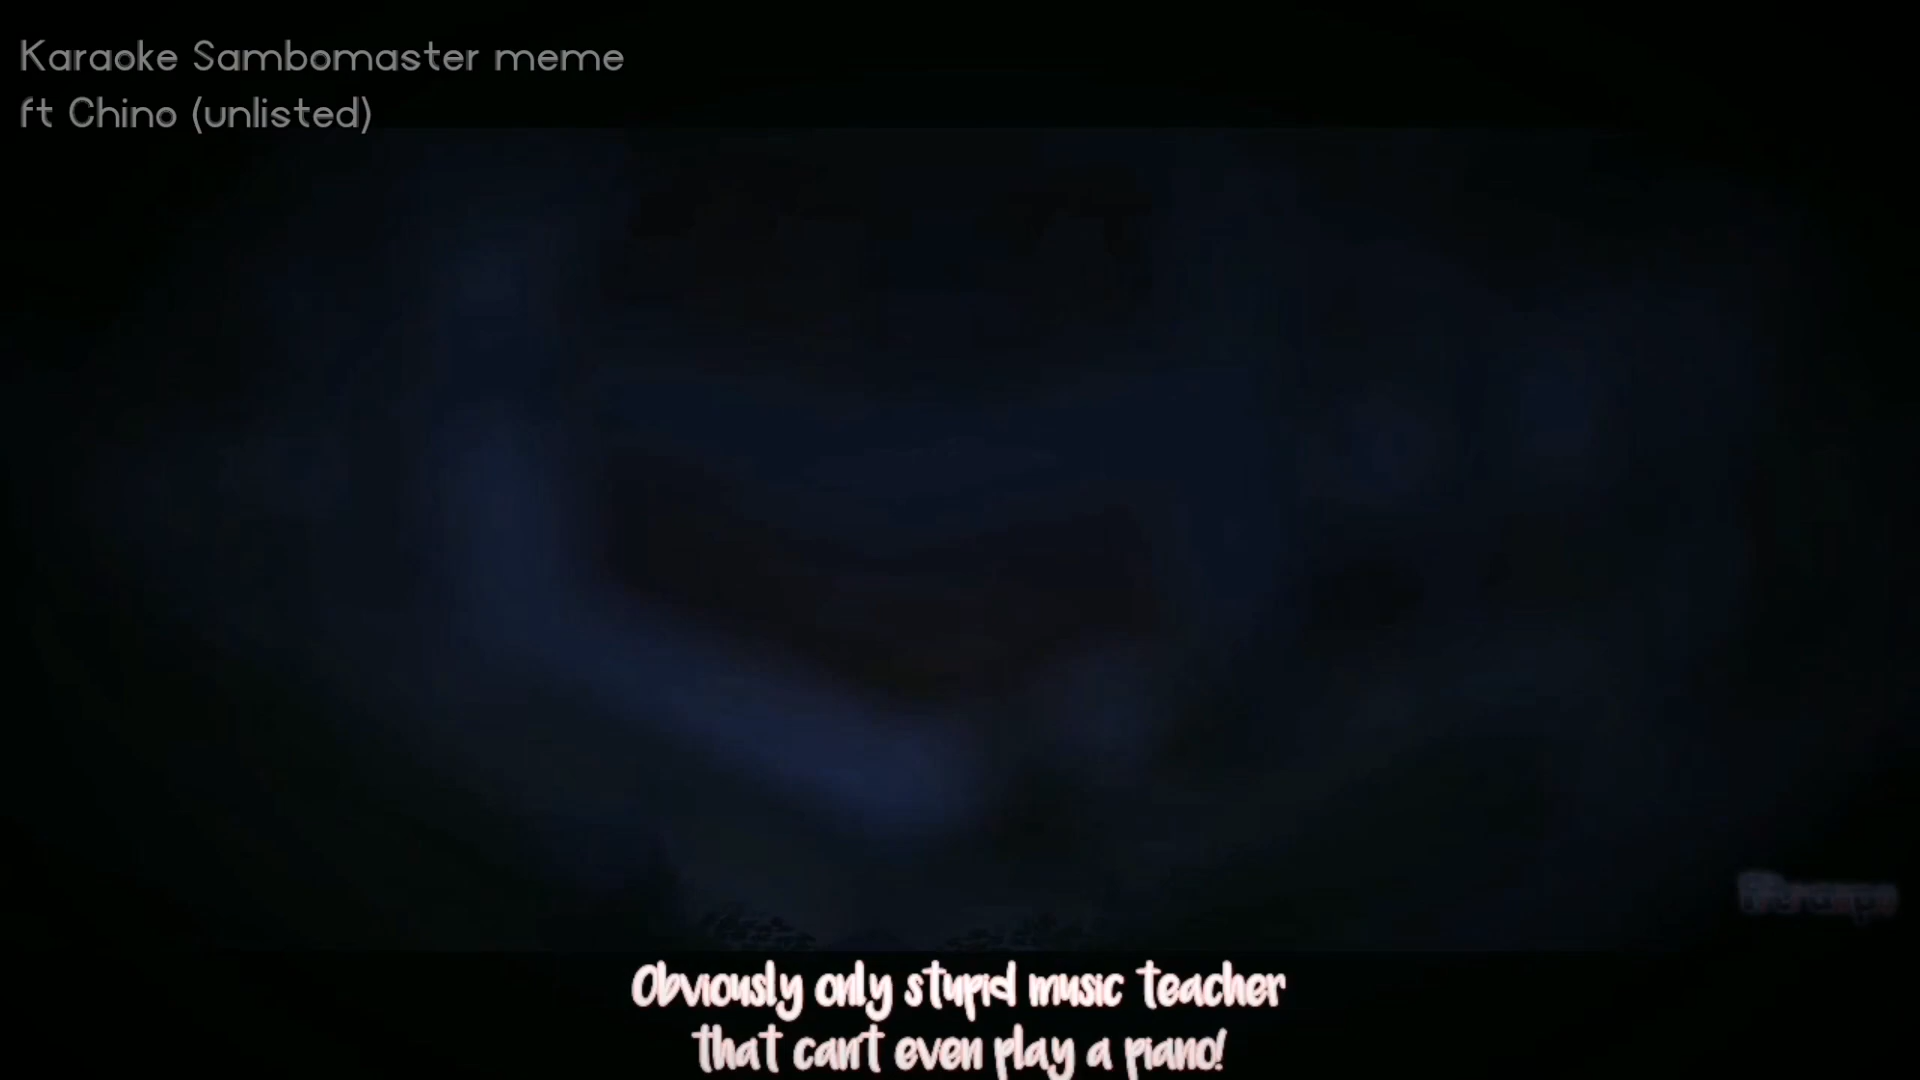 Karaoke Sambomaster meme
ft Chino (unlisted)
Obviously only stupid music teacher
that can't even play a piano!